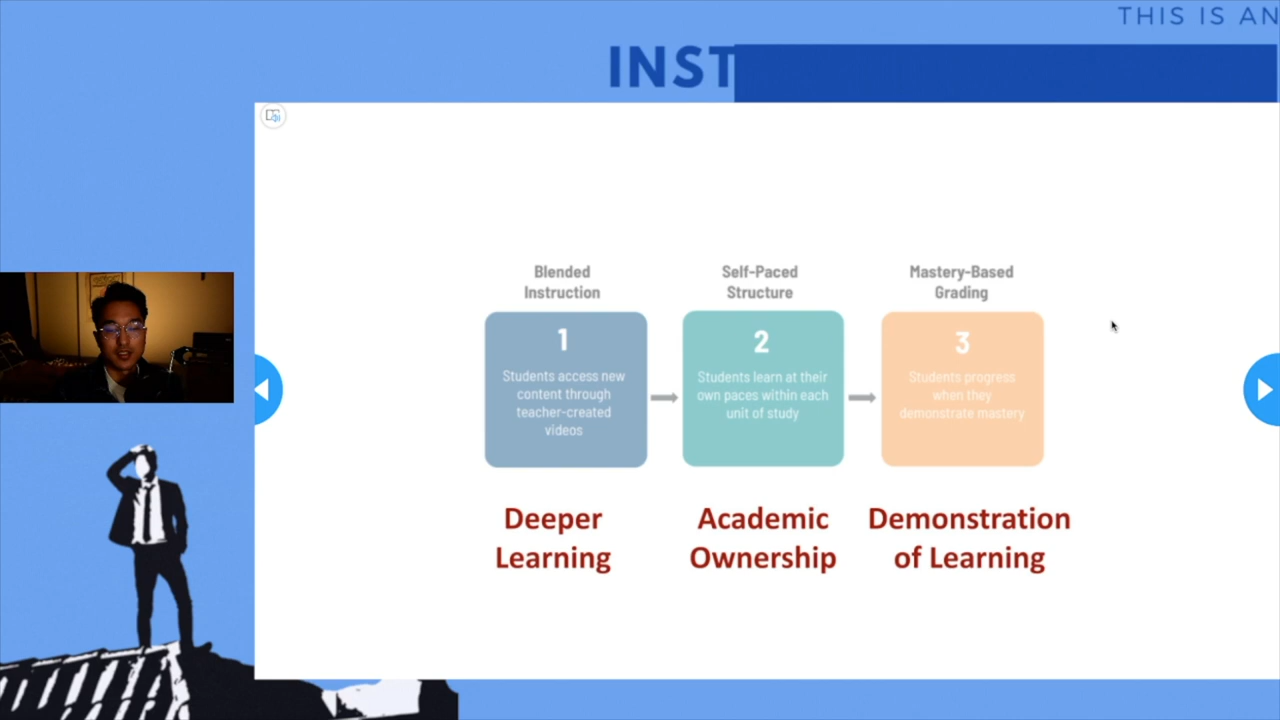 THIS IS AN
INST
Blended
Instruction
1
Students access new
content through
teacher-created
videos
Self-Paced
Structure
2
Students learn at their
own paces within each
unit of study
Mastery-Based
Grading
3
Students progress
when they
demonstrate mastery
Deeper
Learning
Academic
Ownership
Demonstration
of Learning